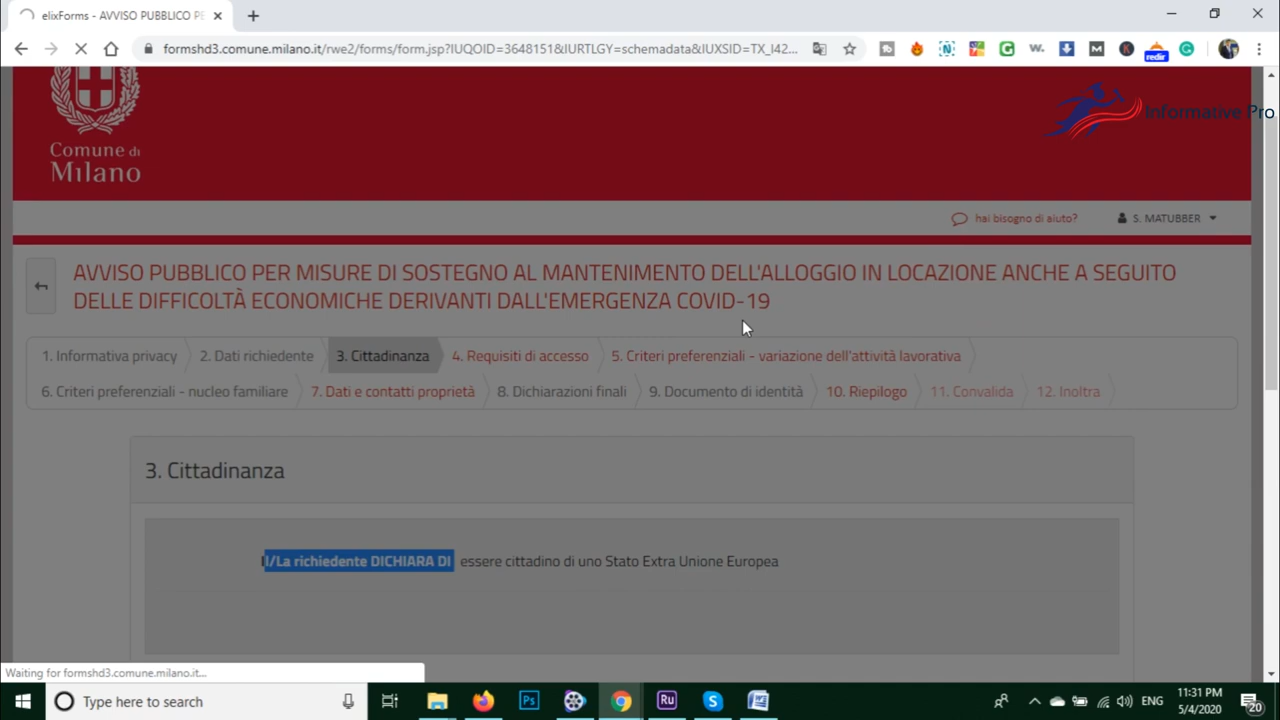 elixForms - AVVISO PUBBLICO PE
formshd3.comune.milano.it/rwe2/forms/form.jsp?IUQOID=3648151&IURTLGY=schemadata&IUXSID=TX_I42...
redir
Informative Pro
Comune di
Milano
hai bisogno di aiuto?
S. MATUBBER
AVVISO PUBBLICO PER MISURE DI SOSTEGNO AL MANTENIMENTO DELL'ALLOGGIO IN LOCAZIONE ANCHE A SEGUITO
DELLE DIFFICOLTÀ ECONOMICHE DERIVANTI DALL'EMERGENZA COVID-19
1. Informativa privacy 2. Dati richiedente 3. Cittadinanza 4. Requisiti di accesso 5. Criteri preferenziali - variazione dell'attività lavorativa
6. Criteri preferenziali - nucleo familiare 7. Dati e contatti proprietà 8. Dichiarazioni finali 9. Documento di identità 10. Riepilogo 11. Convalida 12. Inoltra
3. Cittadinanza
Il/La richiedente DICHIARA DI essere cittadino di uno Stato Extra Unione Europea
Waiting for formshd3.comune.milano.it...
Type here to search
Ps
Ru
S
W
ENG
11:31 PM
5/4/2020
20